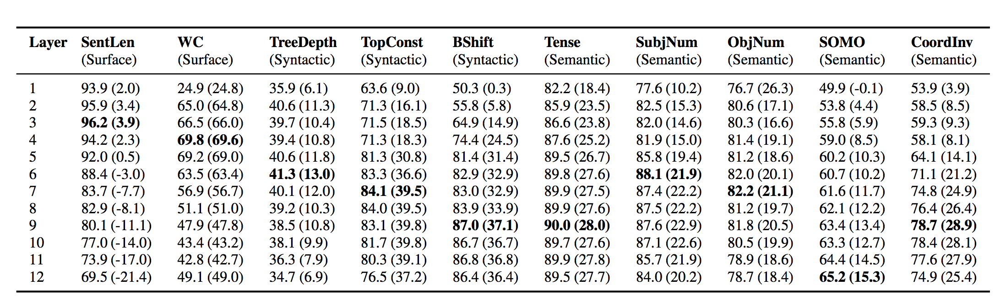 Layer SentLen WC TreeDepth TopConst BShift Tense SubjNum ObjNum SOMO CoordInv
(Surface) (Surface) (Syntactic) (Syntactic) (Syntactic) (Semantic) (Semantic) (Semantic) (Semantic) (Semantic)
1 93.9 (2.0) 24.9 (24.8) 35.9 (6.1) 63.6 (9.0) 50.3 (0.3) 82.2 (18.4) 77.6 (10.2) 76.7 (26.3) 49.9 (-0.1) 53.9 (3.9)
2 95.9 (3.4) 65.0 (64.8) 40.6 (11.3) 71.3 (16.1) 55.8 (5.8) 85.9 (23.5) 82.5 (15.3) 80.6 (17.1) 53.8 (4.4) 58.5 (8.5)
3 96.2 (3.9) 66.5 (66.0) 39.7 (10.4) 71.5 (18.5) 64.9 (14.9) 86.6 (23.8) 82.0 (14.6) 80.3 (16.6) 55.8 (5.9) 59.3 (9.3)
4 94.2 (2.3) 69.8 (69.6) 39.4 (10.8) 71.3 (18.3) 74.4 (24.5) 87.6 (25.2) 81.9 (15.0) 81.4 (19.1) 59.0 (8.5) 58.1 (8.1)
5 92.0 (0.5) 69.2 (69.0) 40.6 (11.8) 81.3 (30.8) 81.4 (31.4) 89.5 (26.7) 85.8 (19.4) 81.2 (18.6) 60.2 (10.3) 64.1 (14.1)
6 88.4 (-3.0) 63.5 (63.4) 41.3 (13.0) 83.3 (36.6) 82.9 (32.9) 89.8 (27.6) 88.1 (21.9) 82.0 (20.1) 60.7 (10.2) 71.1 (21.2)
7 83.7 (-7.7) 56.9 (56.7) 40.1 (12.0) 84.1 (39.5) 83.0 (32.9) 89.9 (27.5) 87.4 (22.2) 82.2 (21.1) 61.6 (11.7) 74.8 (24.9)
8 82.9 (-8.1) 51.1 (51.0) 39.2 (10.3) 84.0 (39.5) 83.9 (33.9) 89.9 (27.6) 87.5 (22.2) 81.2 (19.7) 62.1 (12.2) 76.4 (26.4)
9 80.1 (-11.1) 47.9 (47.8) 38.5 (10.8) 83.1 (39.8) 87.0 (37.1) 90.0 (28.0) 87.6 (22.9) 81.8 (20.5) 63.4 (13.4) 78.7 (28.9)
10 77.0 (-14.0) 43.4 (43.2) 38.1 (9.9) 81.7 (39.8) 86.7 (36.7) 89.7 (27.6) 87.1 (22.6) 80.5 (19.9) 63.3 (12.7) 78.4 (28.1)
11 73.9 (-17.0) 42.8 (42.7) 36.3 (7.9) 80.3 (39.1) 86.8 (36.8) 89.9 (27.8) 85.7 (21.9) 78.9 (18.6) 64.4 (14.5) 77.6 (27.9)
12 69.5 (-21.4) 49.1 (49.0) 34.7 (6.9) 76.5 (37.2) 86.4 (36.4) 89.5 (27.7) 84.0 (20.2) 78.7 (18.4) 65.2 (15.3) 74.9 (25.4)